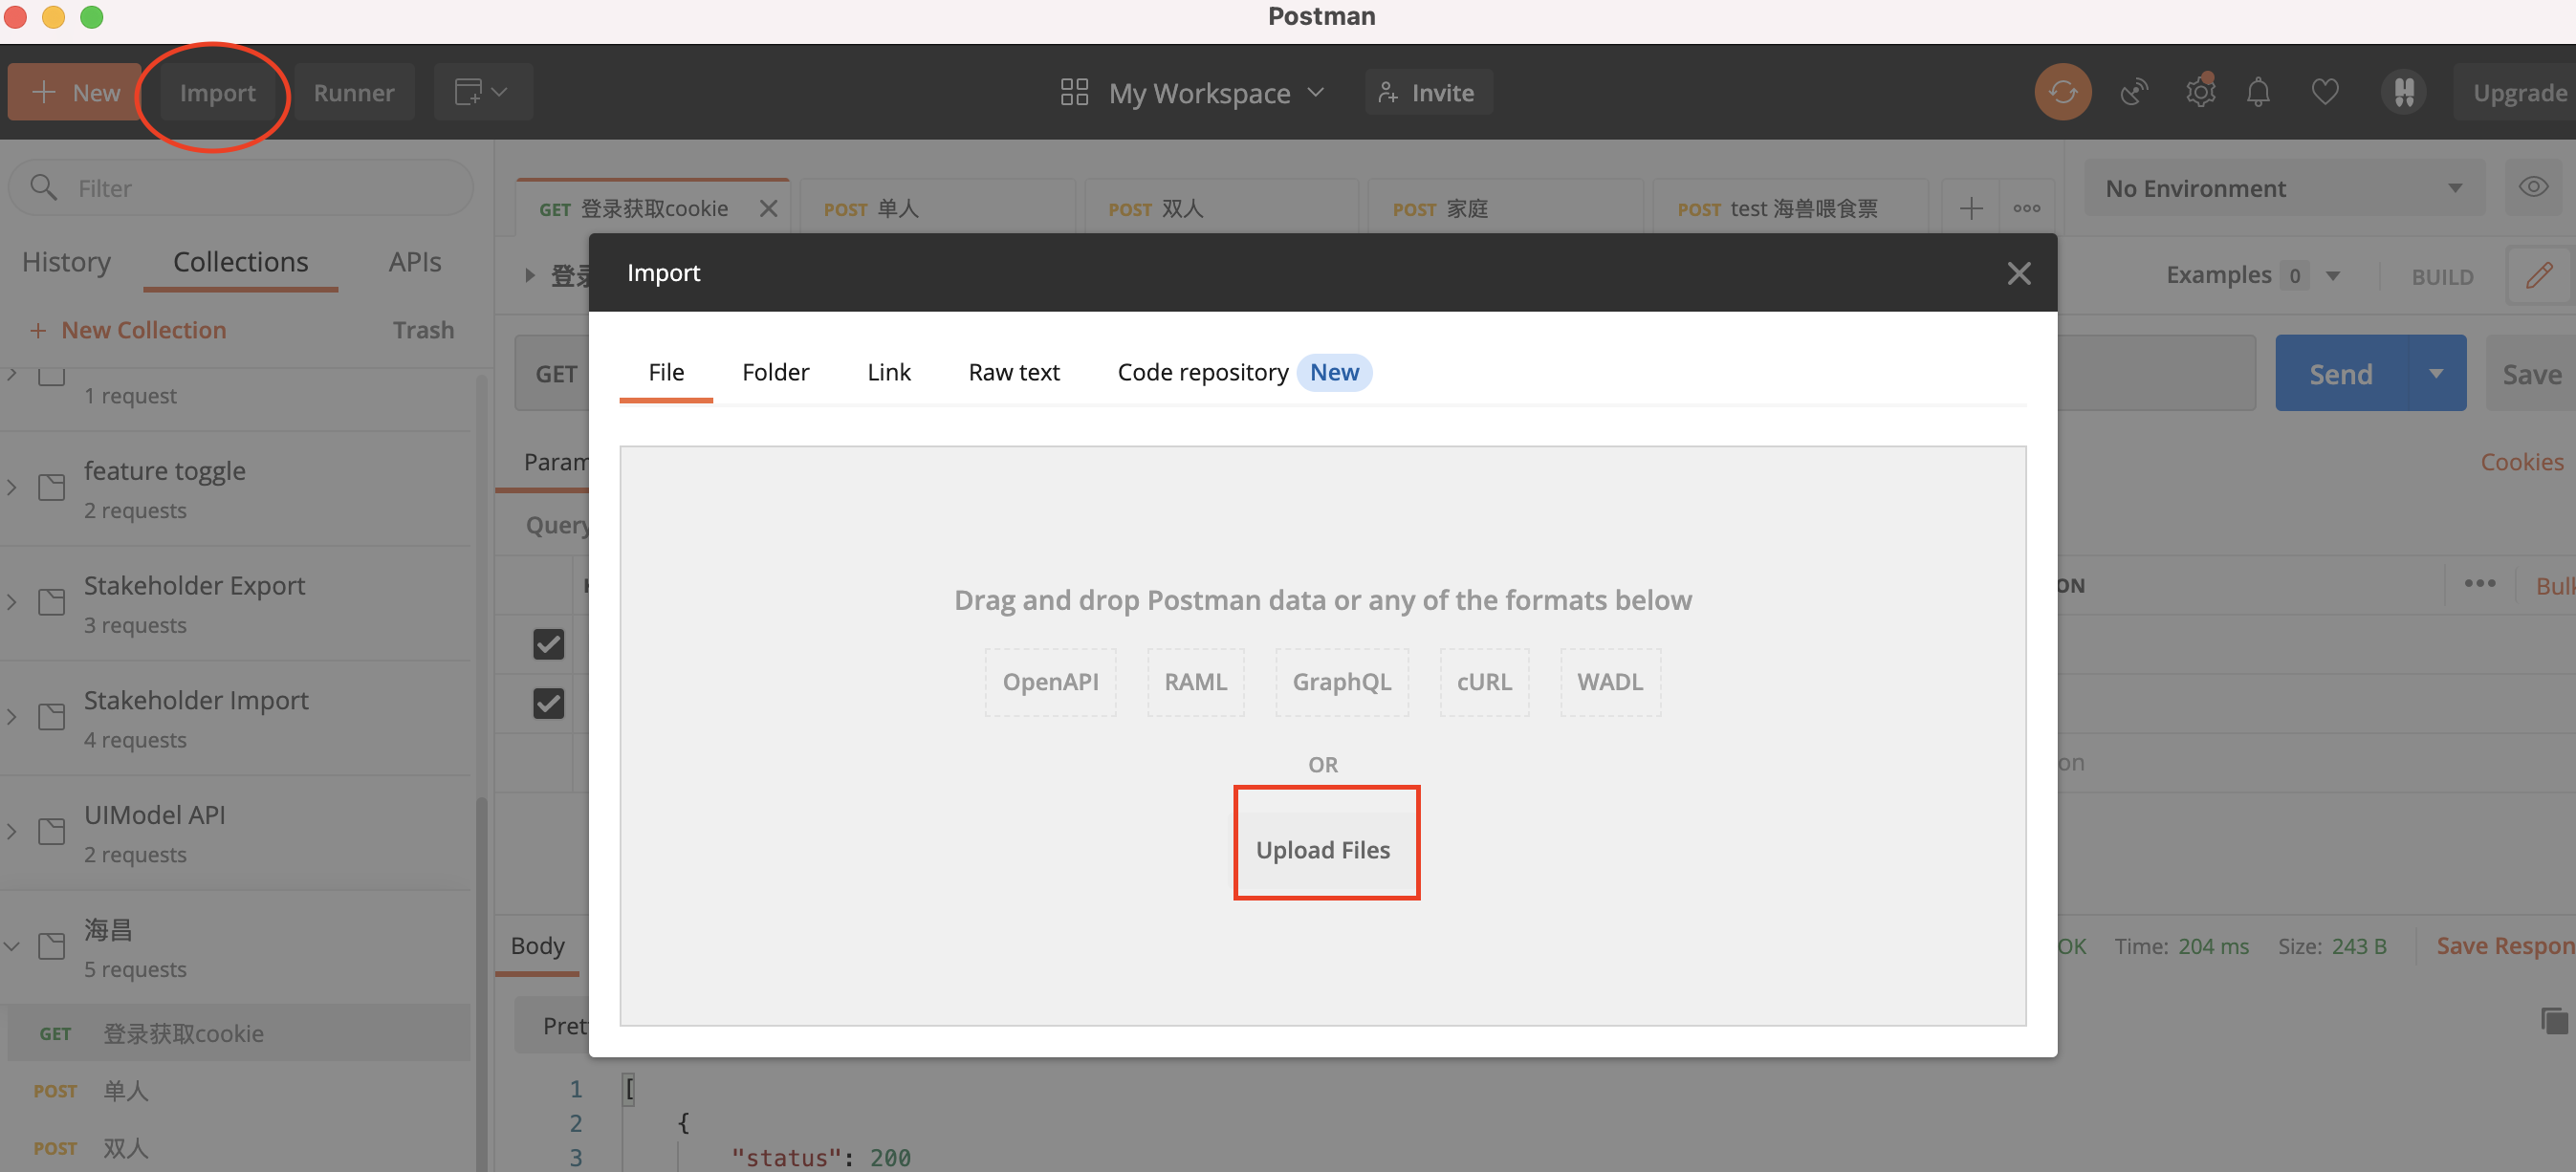 Postman
New
Import
Runner
My Workspace
Invite
Upgrade
Filter
GET 登录获取cookie
POST 单人
POST 双人
POST 家庭
POST test 海兽喂食票
No Environment
History
Collections
APIs
登录
Import
Examples 0
BUILD
New Collection
Trash
GET
File
Folder
Link
Raw text
Code repository New
Send
Save
1 request
feature toggle
2 requests
Param
Cookies
Query
Stakeholder Export
3 requests
Drag and drop Postman data or any of the formats below
ON
Bulk
OpenAPI
RAML
GraphQL
cURL
WADL
Stakeholder Import
4 requests
OR
on
Upload Files
UIModel API
2 requests
海昌
5 requests
Body
OK
Time: 204 ms
Size: 243 B
Save Respon
GET 登录获取cookie
Prett
POST 单人
1 [
2 {
POST 双人
3 "status": 200